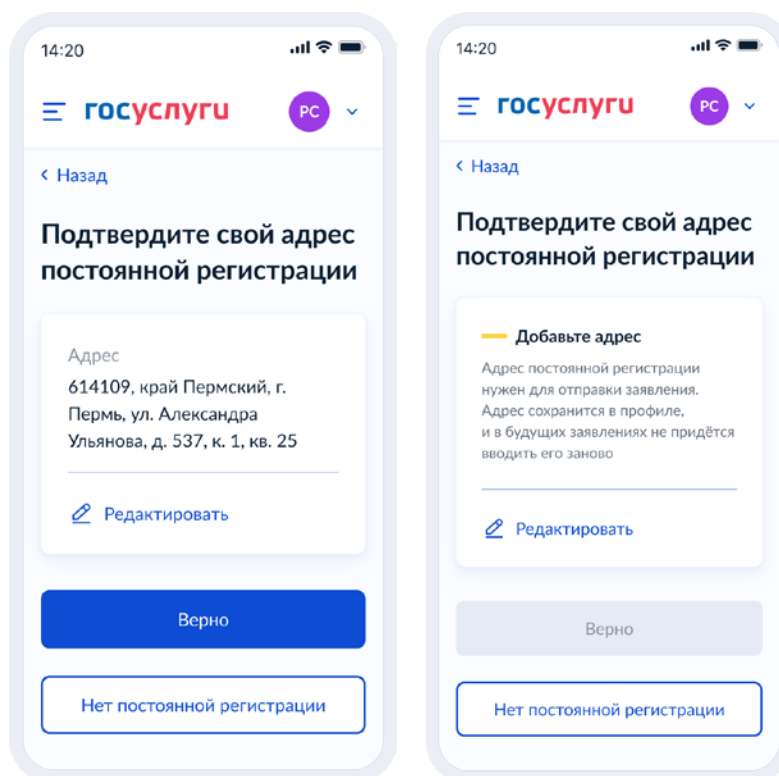 14:20
госуслуги
РС
Назад
Подтвердите свой адрес
постоянной регистрации
Адрес
614109, край Пермский, г.
Пермь, ул. Александра
Ульянова, д. 537, к. 1, кв. 25
Редактировать
Верно
Нет постоянной регистрации
14:20
госуслуги
РС
Назад
Подтвердите свой адрес
постоянной регистрации
Добавьте адрес
Адрес постоянной регистрации
нужен для отправки заявления.
Адрес сохранится в профиле,
и в будущих заявлениях не придётся
вводить его заново
Редактировать
Верно
Нет постоянной регистрации